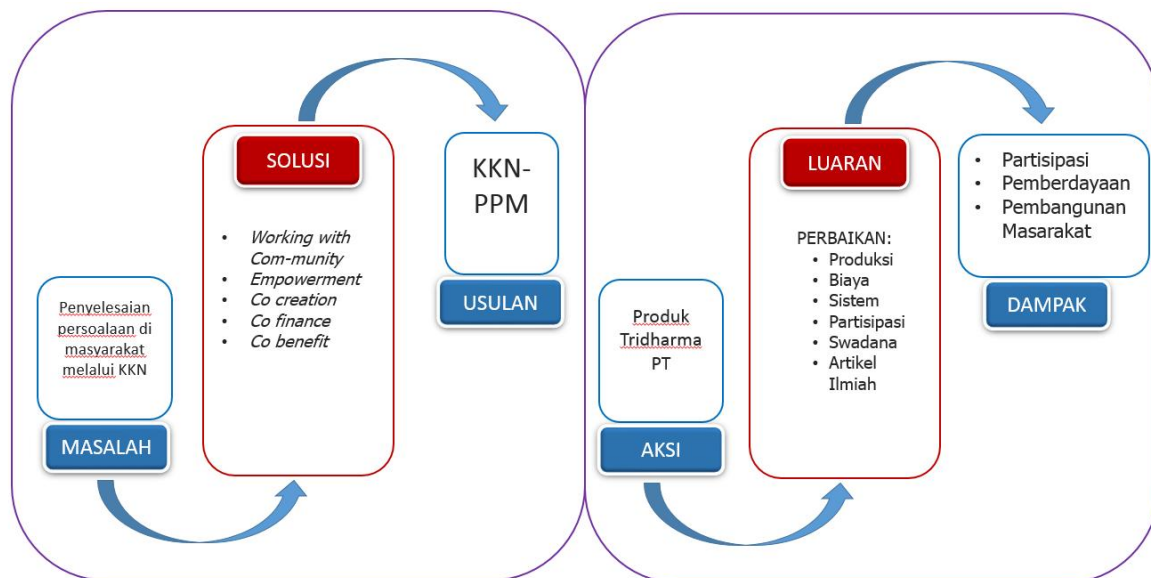 SOLUSI
• Working with
Com-munity
• Empowerment
• Co creation
• Co finance
• Co benefit
KKN-
PPM
USULAN
Penyelesaian
persoalaan di
masyarakat
melalui KKN
MASALAH
LUARAN
PERBAIKAN:
• Produksi
• Biaya
• Sistem
• Partisipasi
• Swadana
• Artikel
Ilmiah
• Partisipasi
• Pemberdayaan
• Pembangunan
Masarakat
DAMPAK
Produk
Tridharma
PT
AKSI